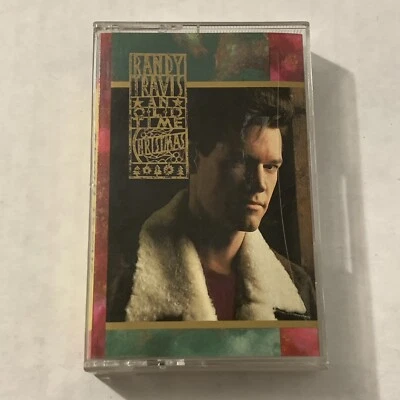 RANDY
TRAVIS
AN
OLD
TIME
CHRISTMAS